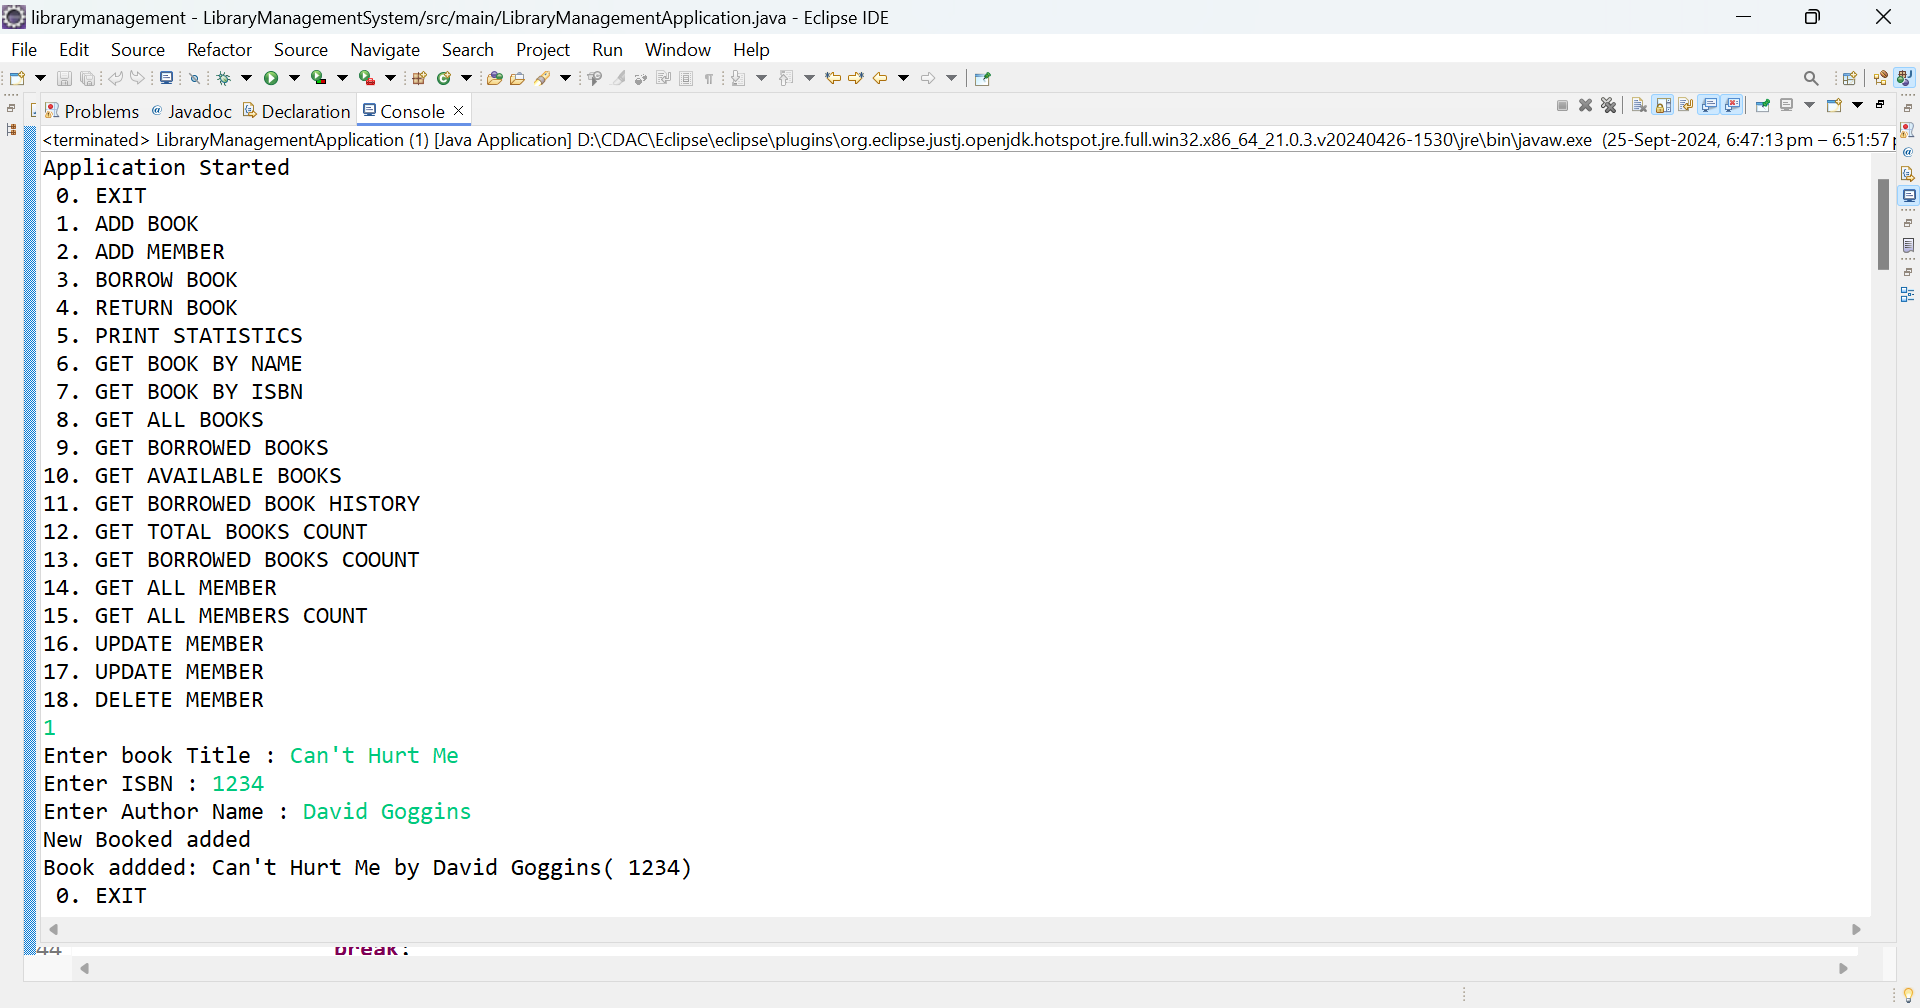 librarymanagement - LibraryManagementSystem/src/main/LibraryManagementApplication.java - Eclipse IDE
File Edit Source Refactor Source Navigate Search Project Run Window Help
Problems @ Javadoc Declaration Console
<terminated> LibraryManagementApplication (1) [Java Application] D:\CDAC\Eclipse\eclipse\plugins\org.eclipse.justj.openjdk.hotspot.jre.full.win32.x86_64_21.0.3.v20240426-1530\jre\bin\javaw.exe (25-Sept-2024, 6:47:13 pm – 6:51:57
Application Started
0. EXIT
1. ADD BOOK
2. ADD MEMBER
3. BORROW BOOK
4. RETURN BOOK
5. PRINT STATISTICS
6. GET BOOK BY NAME
7. GET BOOK BY ISBN
8. GET ALL BOOKS
9. GET BORROWED BOOKS
10. GET AVAILABLE BOOKS
11. GET BORROWED BOOK HISTORY
12. GET TOTAL BOOKS COUNT
13. GET BORROWED BOOKS COOUNT
14. GET ALL MEMBER
15. GET ALL MEMBERS COUNT
16. UPDATE MEMBER
17. UPDATE MEMBER
18. DELETE MEMBER
1
Enter book Title : Can't Hurt Me
Enter ISBN : 1234
Enter Author Name : David Goggins
New Booked added
Book addded: Can't Hurt Me by David Goggins( 1234)
0. EXIT
44 break;